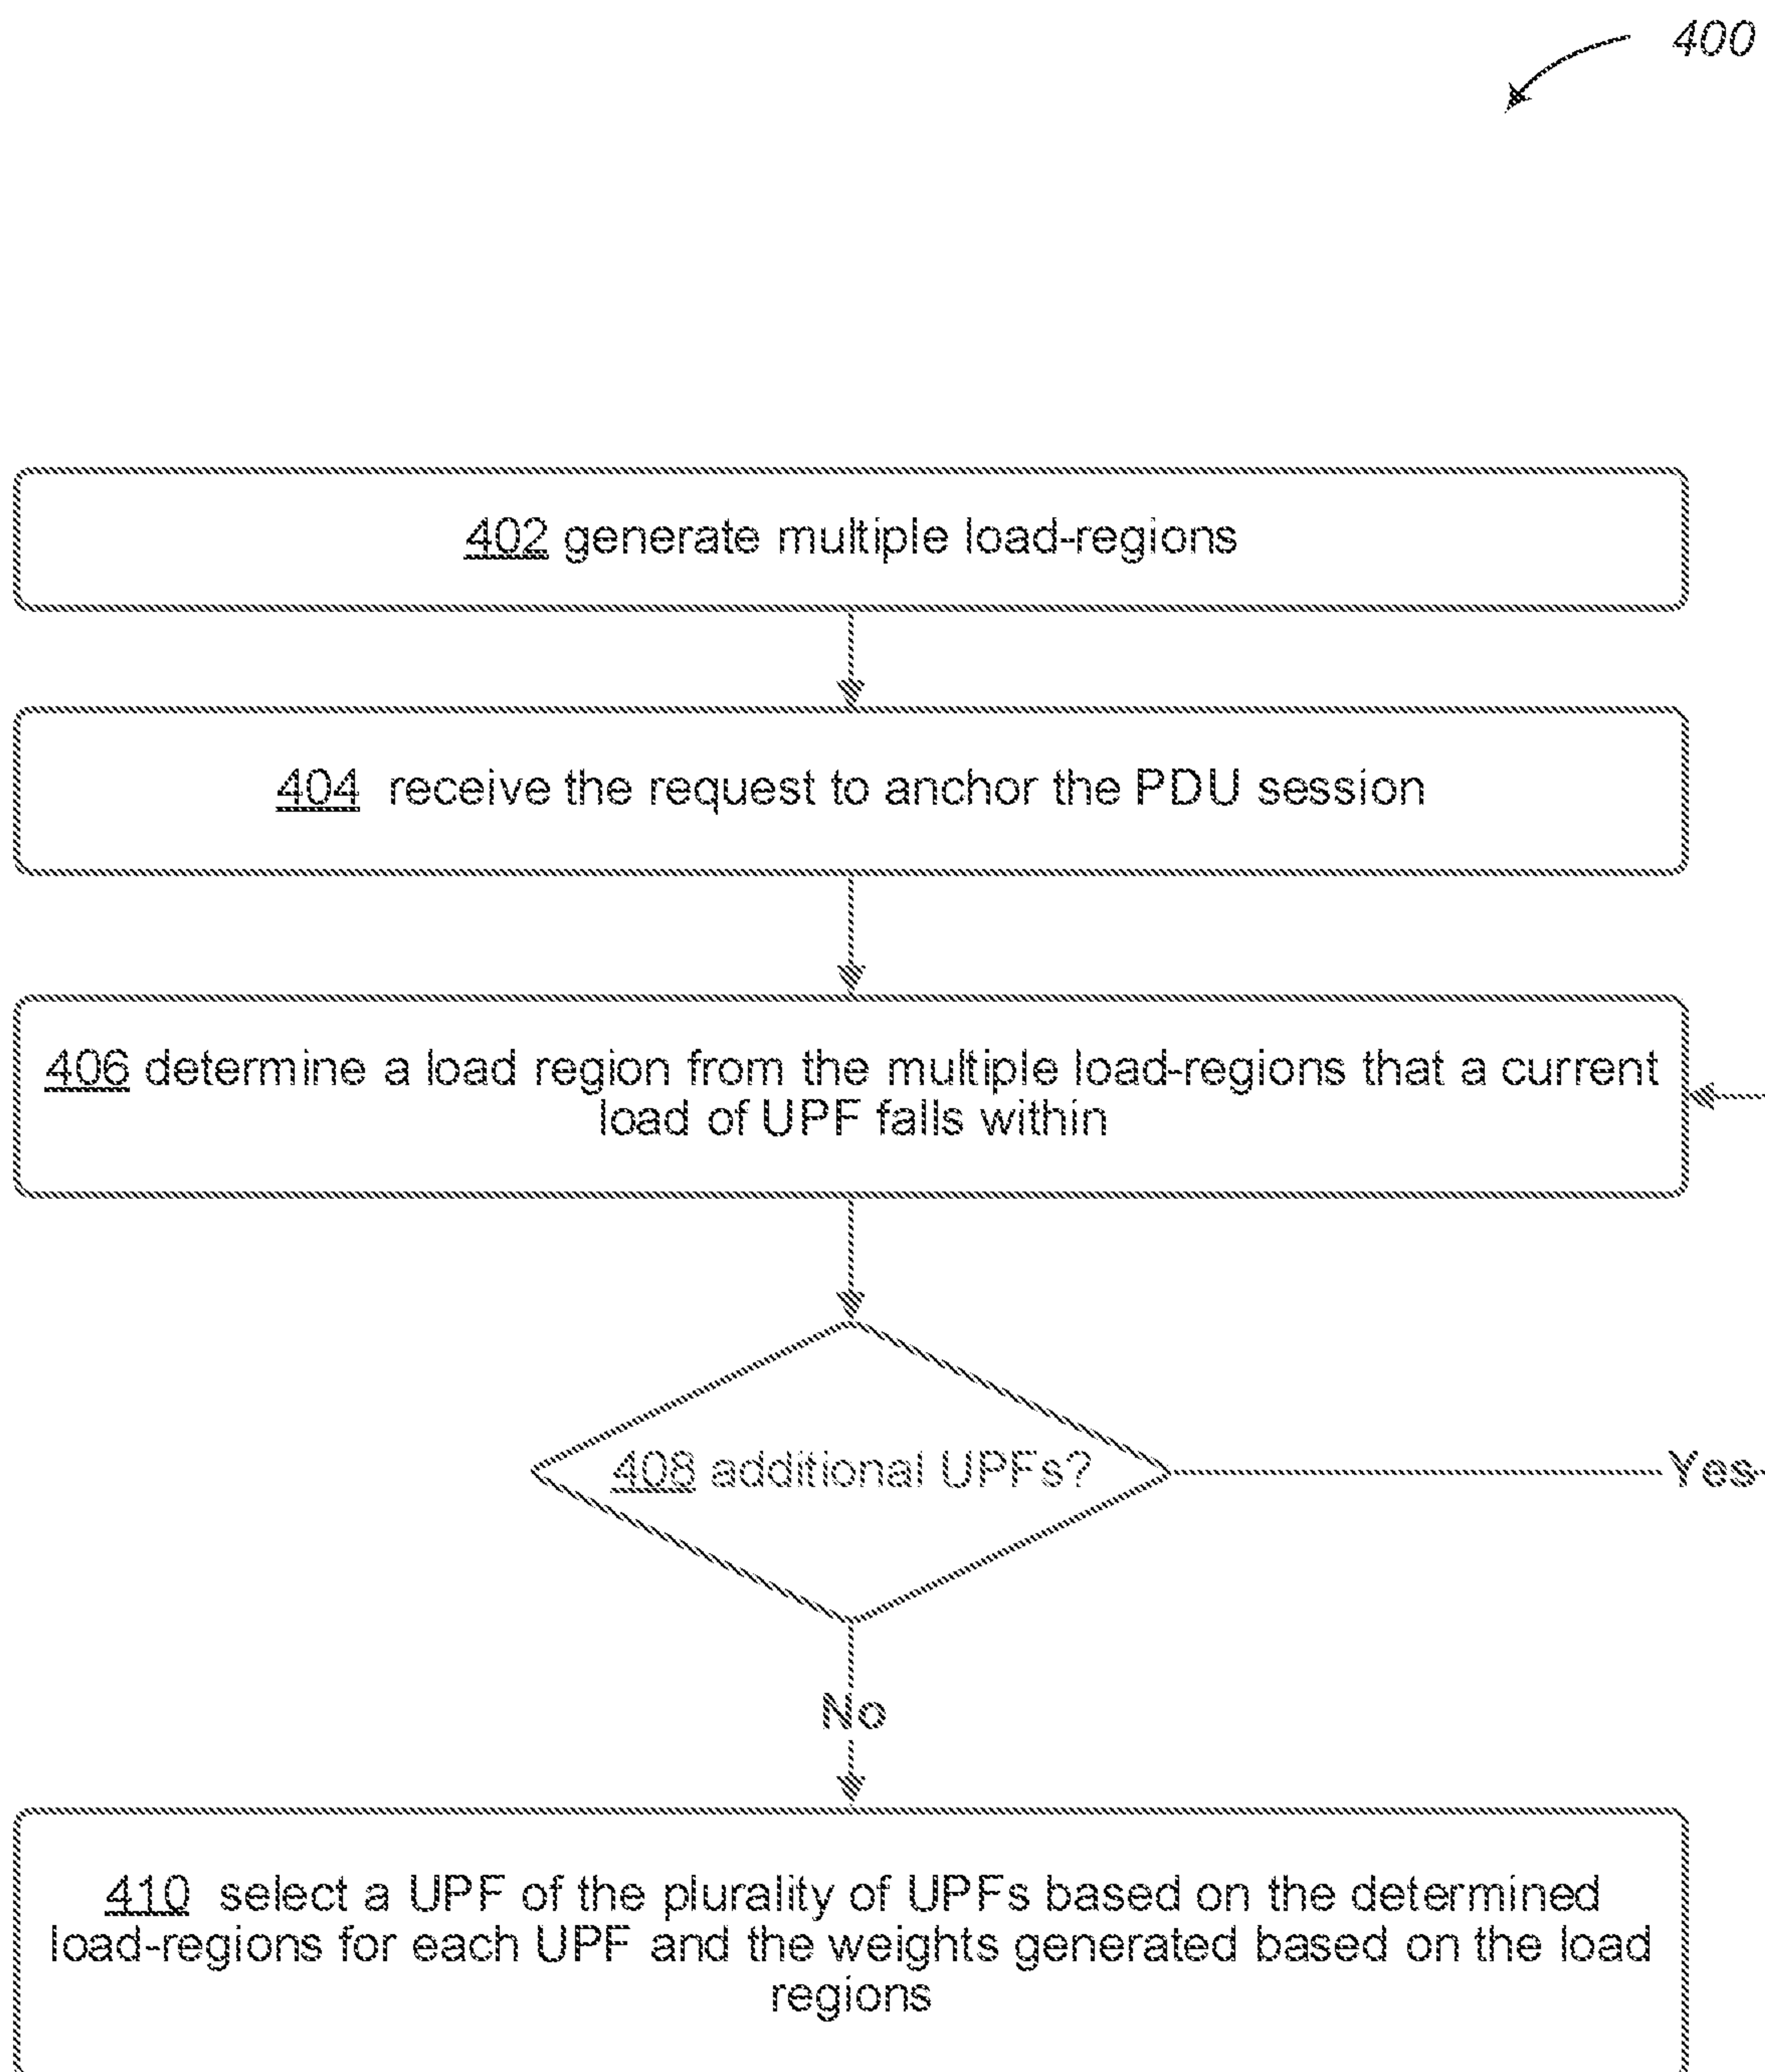 400
402 generate multiple load-regions
404 receive the request to anchor the PDU session
406 determine a load region from the multiple load-regions that a current
load of UPF falls within
408 additional UPFs?
Yes
No
410 select a UPF of the plurality of UPFs based on the determined
load-regions for each UPF and the weights generated based on the load
regions